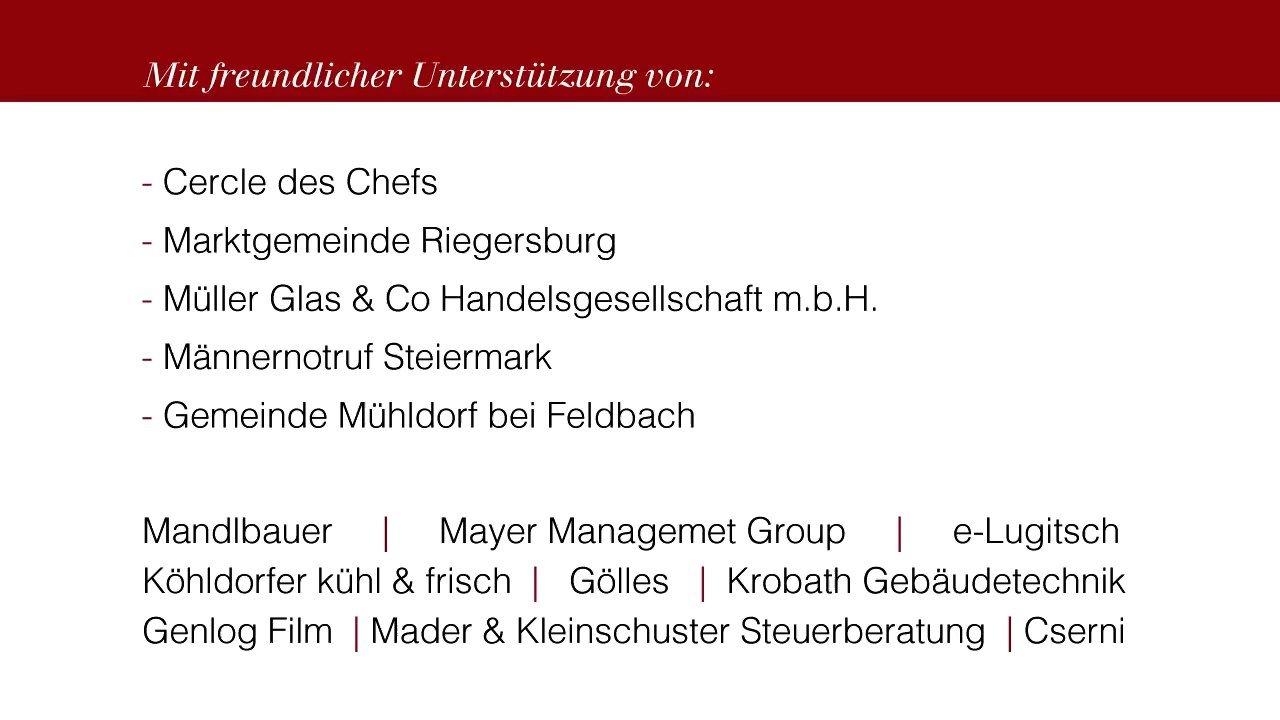 Mit freundlicher Unterstützung von:
- Cercle des Chefs
- Marktgemeinde Riegersburg
- Müller Glas & Co Handelsgesellschaft m.b.H.
- Männernotruf Steiermark
- Gemeinde Mühldorf bei Feldbach
Mandlbauer | Mayer Managemet Group | e-Lugitsch
Köhldorfer kühl & frisch | Gölles | Krobath Gebäudetechnik
Genlog Film | Mader & Kleinschuster Steuerberatung | Cserni